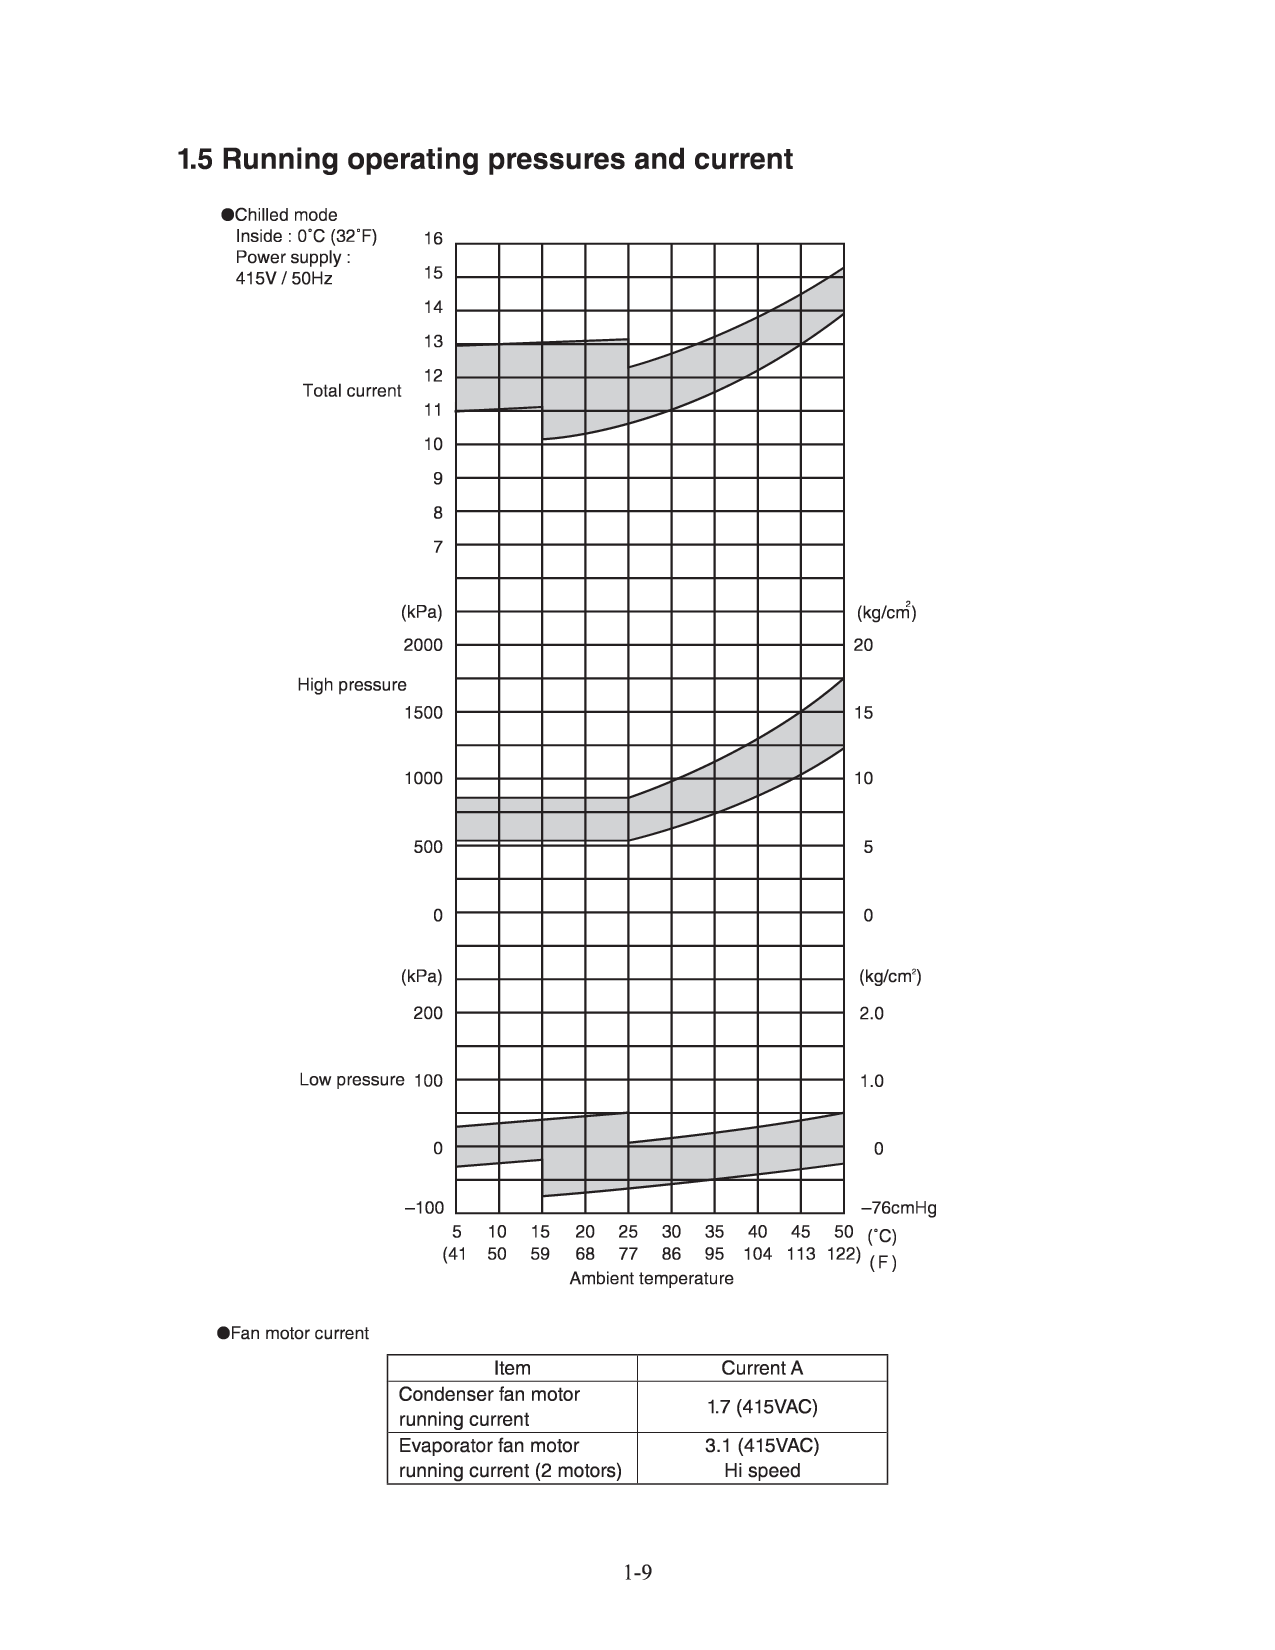 1.5 Running operating pressures and current
●Chilled mode
Inside : 0˚C (32˚F)
Power supply :
415V / 50Hz
16
15
14
13
12
Total current
11
10
9
8
7
(kPa) (kg/cm²)
2000 20
High pressure
1500 15
1000 10
500 5
0 0
(kPa) (kg/cm²)
200 2.0
Low pressure 100 1.0
0 0
–100 –76cmHg
5 10 15 20 25 30 35 40 45 50 (˚C)
(41 50 59 68 77 86 95 104 113 122) (F)
Ambient temperature
●Fan motor current
Item Current A
Condenser fan motor
running current
1.7 (415VAC)
Evaporator fan motor
running current (2 motors)
3.1 (415VAC)
Hi speed
1-9